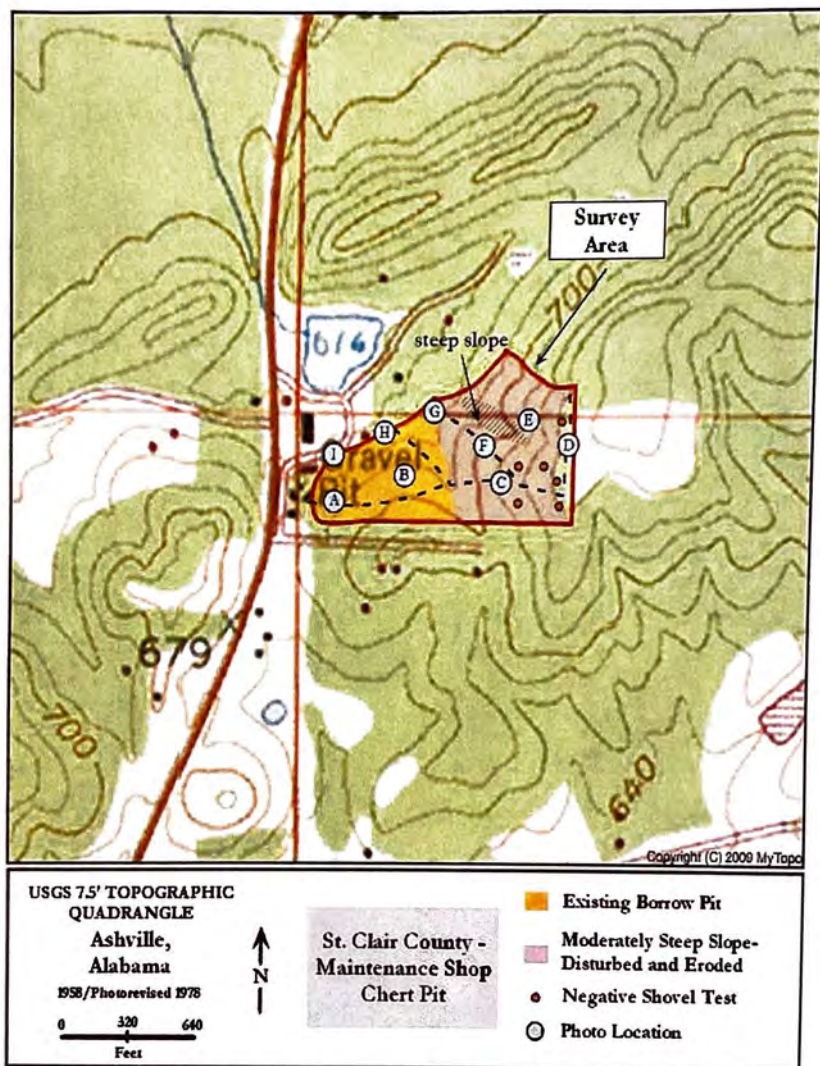 Survey
Area
700
steep slope
616
G
E
H
D
F
I
Gravel
B
C
A
Pit
679
700
640
Copyright (C) 2009 MyTopo
USGS 7.5' TOPOGRAPHIC
QUADRANGLE
Ashville,
Alabama
1958/Photorevised 1978
0 320 640
Feet
N
St. Clair County -
Maintenance Shop
Chert Pit
Existing Borrow Pit
Moderately Steep Slope-
Disturbed and Eroded
Negative Shovel Test
Photo Location